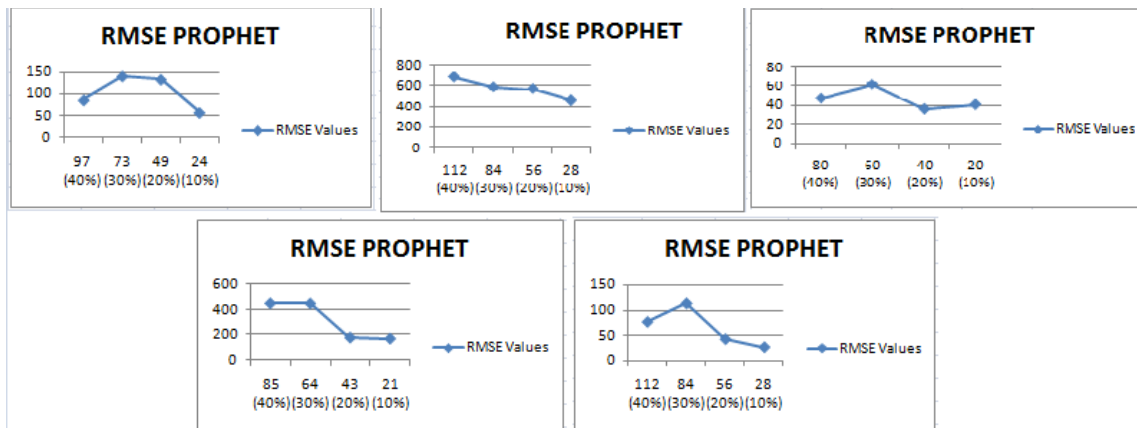 RMSE PROPHET
150
100
50
0
97 73 49 24
(40%) (30%) (20%) (10%)
RMSE Values
RMSE PROPHET
800
600
400
200
0
112 84 56 28
(40%) (30%) (20%) (10%)
RMSE Values
RMSE PROPHET
80
60
40
20
0
80 60 40 20
(40%) (30%) (20%) (10%)
RMSE Values
RMSE PROPHET
600
400
200
0
85 64 43 21
(40%) (30%) (20%) (10%)
RMSE Values
RMSE PROPHET
150
100
50
0
112 84 56 28
(40%) (30%) (20%) (10%)
RMSE Values